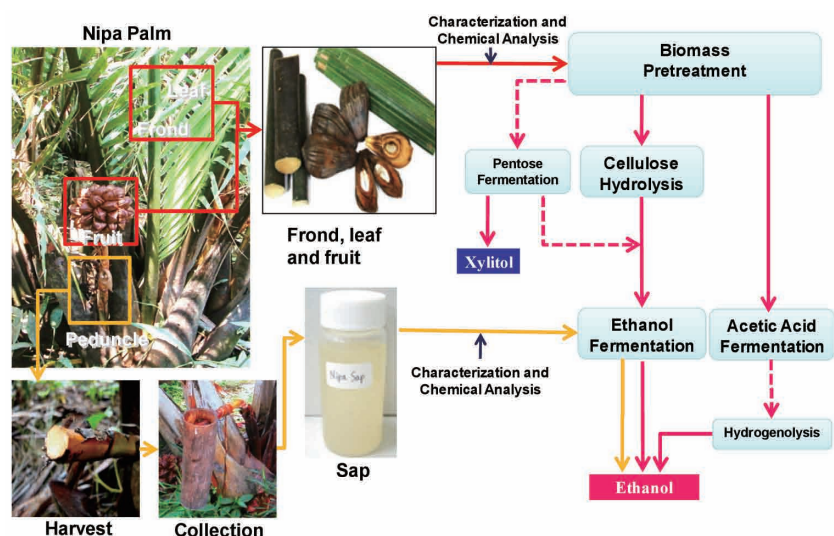 Nipa Palm
Leaf
Frond
Fruit
Peduncle
Frond, leaf
and fruit
Characterization and
Chemical Analysis
Biomass
Pretreatment
Pentose
Fermentation
Cellulose
Hydrolysis
Xylitol
Nipa Sap
Sap
Characterization and
Chemical Analysis
Ethanol
Fermentation
Acetic Acid
Fermentation
Hydrogenolysis
Ethanol
Harvest
Collection